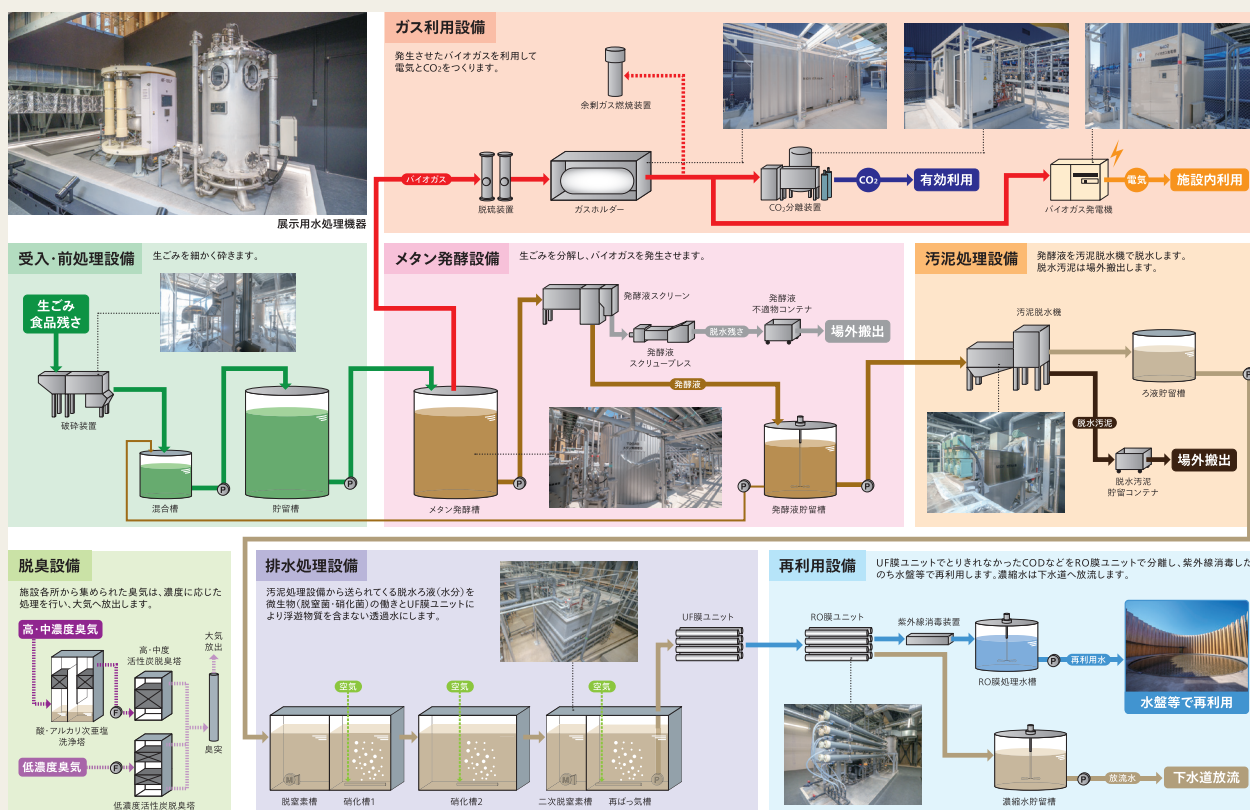 展示用水処理機器
ガス利用設備
発生させたバイオガスを利用して
電気とCO₂をつくります。
余剰ガス燃焼装置
バイオガス
脱硫装置
ガスホルダー
CO₂分離装置
CO₂
有効利用
バイオガス発電機
電気
施設内利用
受入・前処理設備
生ごみを細かく砕きます。
生ごみ
食品残さ
破砕装置
混合槽
P
貯留槽
P
メタン発酵設備
生ごみを分解し、バイオガスを発生させます。
メタン発酵槽
P
発酵液スクリーン
発酵液
スクリュープレス
脱水残さ
発酵液
不適物コンテナ
場外搬出
発酵液
P
発酵液貯留槽
P
汚泥処理設備
発酵液を汚泥脱水機で脱水します。
脱水汚泥は場外搬出します。
汚泥脱水機
ろ液貯留槽
P
脱水汚泥
脱水汚泥
貯留コンテナ
場外搬出
脱臭設備
施設各所から集められた臭気は、濃度に応じた
処理を行い、大気へ放出します。
高・中濃度臭気
酸・アルカリ次亜塩
洗浄塔
F
高・中度
活性炭脱臭塔
大気
放出
臭突
低濃度臭気
F
低濃度活性炭脱臭塔
排水処理設備
汚泥処理設備から送られてくる脱水ろ液（水分）を
微生物（脱窒菌・硝化菌）の働きとUF膜ユニットに
より浮遊物質を含まない透過水にします。
空気
空気
空気
M
P
脱窒素槽
硝化槽1
硝化槽2
二次脱窒素槽
再ばっ気槽
UF膜ユニット
再利用設備
UF膜ユニットでとりきれなかったCODなどをRO膜ユニットで分離し、紫外線消毒した
のち水盤等で再利用します。濃縮水は下水道へ放流します。
RO膜ユニット
紫外線消毒装置
RO膜処理水槽
P
再利用水
水盤等で再利用
濃縮水貯留槽
P
放流水
下水道放流